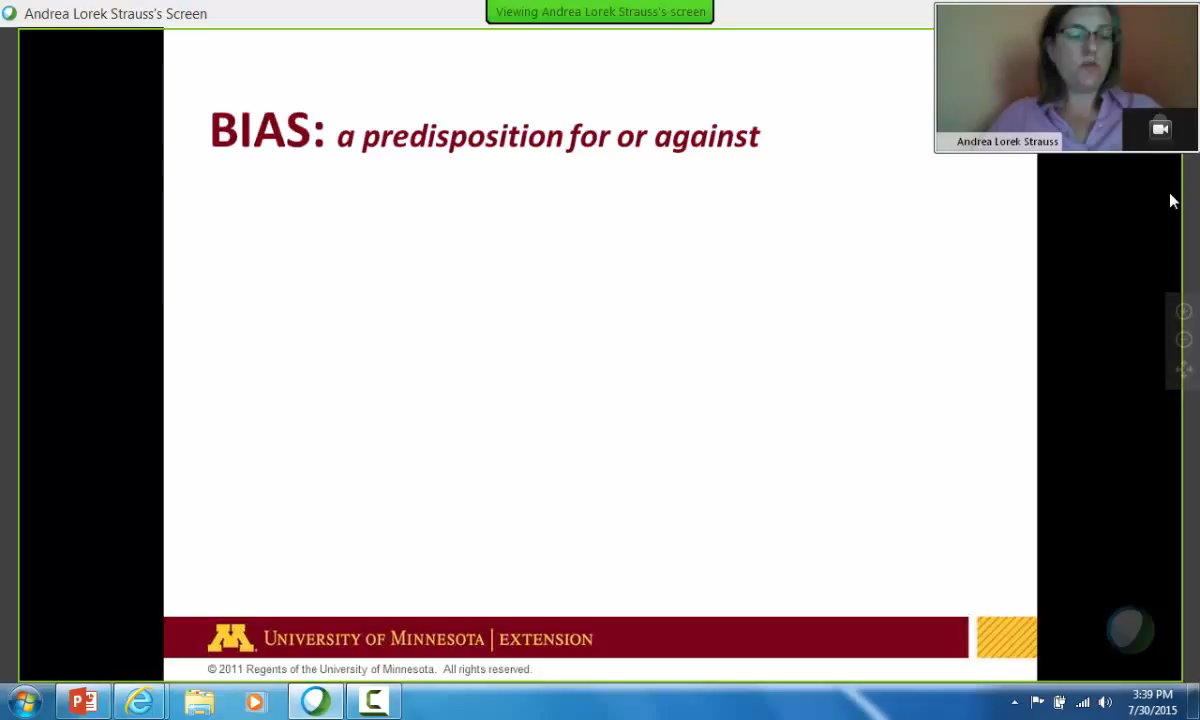 Andrea Lorek Strauss's Screen
Viewing Andrea Lorek Strauss's screen
Andrea Lorek Strauss
BIAS: a predisposition for or against
UNIVERSITY OF MINNESOTA | EXTENSION
© 2011 Regents of the University of Minnesota. All rights reserved.
3:39 PM
7/30/2015